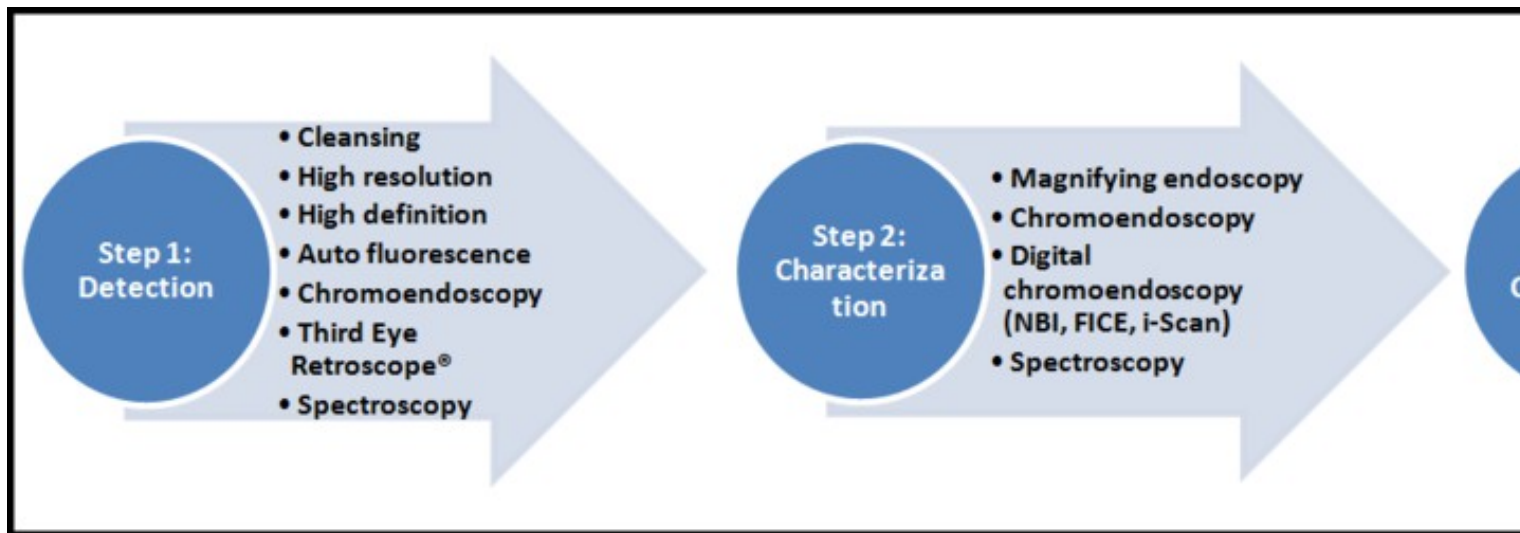 Step 1:
Detection
• Cleansing
• High resolution
• High definition
• Auto fluorescence
• Chromoendoscopy
• Third Eye
Retroscope®
• Spectroscopy
Step 2:
Characteriza
tion
• Magnifying endoscopy
• Chromoendoscopy
• Digital
chromoendoscopy
(NBI, FICE, i-Scan)
• Spectroscopy